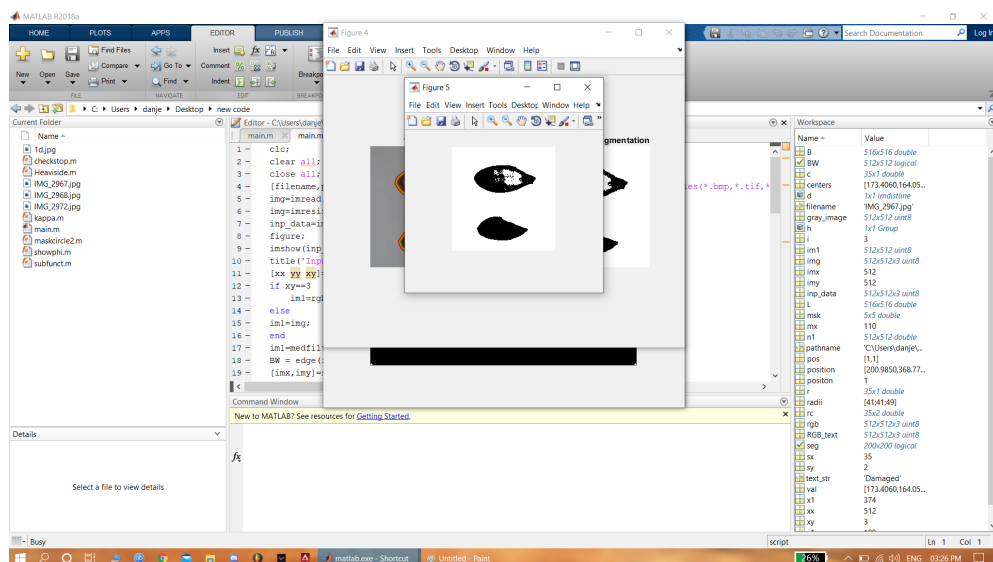 MATLAB R2018a
HOME PLOTS APPS EDITOR PUBLISH
Search Documentation
Log In
New Open Save
Find Files
Compare
Print
Go To
Find
Insert
Comment
Indent
FILE NAVIGATE EDIT
C: Users danje Desktop
Current Folder
Name
1d.jpg
checkstop.m
Heaviside.m
IMG_2967.jpg
IMG_2968.jpg
IMG_2972.jpg
kappa.m
main.m
maskcircle2.m
showphi.m
subfunct.m
Details
Select a file to view details
Editor - C:\Users\danje\
main.m
1 - clc;
2 - clear all;
3 - close all;
4 - [filename,
5 - img=imread
6 - img=imresi
7 - inp_data=i
8 - figure;
9 - imshow(inp
10 - title('Inp
11 - [xx yy xy]=
12 - if xy==3
13 - im1=rg
14 - else
15 - im1=img;
16 - end
17 - im1=medfil
18 - BW = edge(
19 - [imx,imy]=s
es(*.bmp,*.tif,*
Figure 4
File Edit View Insert Tools Desktop Window Help
gmentation
Figure 5
File Edit View Insert Tools Desktop Window Help
Command Window
New to MATLAB? See resources for Getting Started.
fx
Workspace
Name Value
B 516x516 double
BW 512x512 logical
c 35x1 double
centers [173.4060,164.05...
d 1x1 imdistline
filename 'IMG_2967.jpg'
gray_image 512x512 uint8
h 1x1 Group
i 3
im1 512x512 uint8
img 512x512x3 uint8
imx 512
imy 512
inp_data 512x512x3 uint8
L 516x516 double
msk 5x5 double
mx 110
n1 512x512 double
pathname 'C:\Users\danje\...
pos [1,1]
position [200.9850,368.77...
positon 1
r 35x1 double
radii [41;41;49]
rc 35x2 double
rgb 512x512x3 uint8
RGB_text 512x512x3 uint8
seg 200x200 logical
sx 35
sy 2
text_str 'Damaged'
val [173.4060,164.05...
x1 374
xx 512
xy 3
Busy
script
Ln 1 Col 1
matlab.exe - Shortcut
Untitled - Paint
26%
ENG 03:26 PM